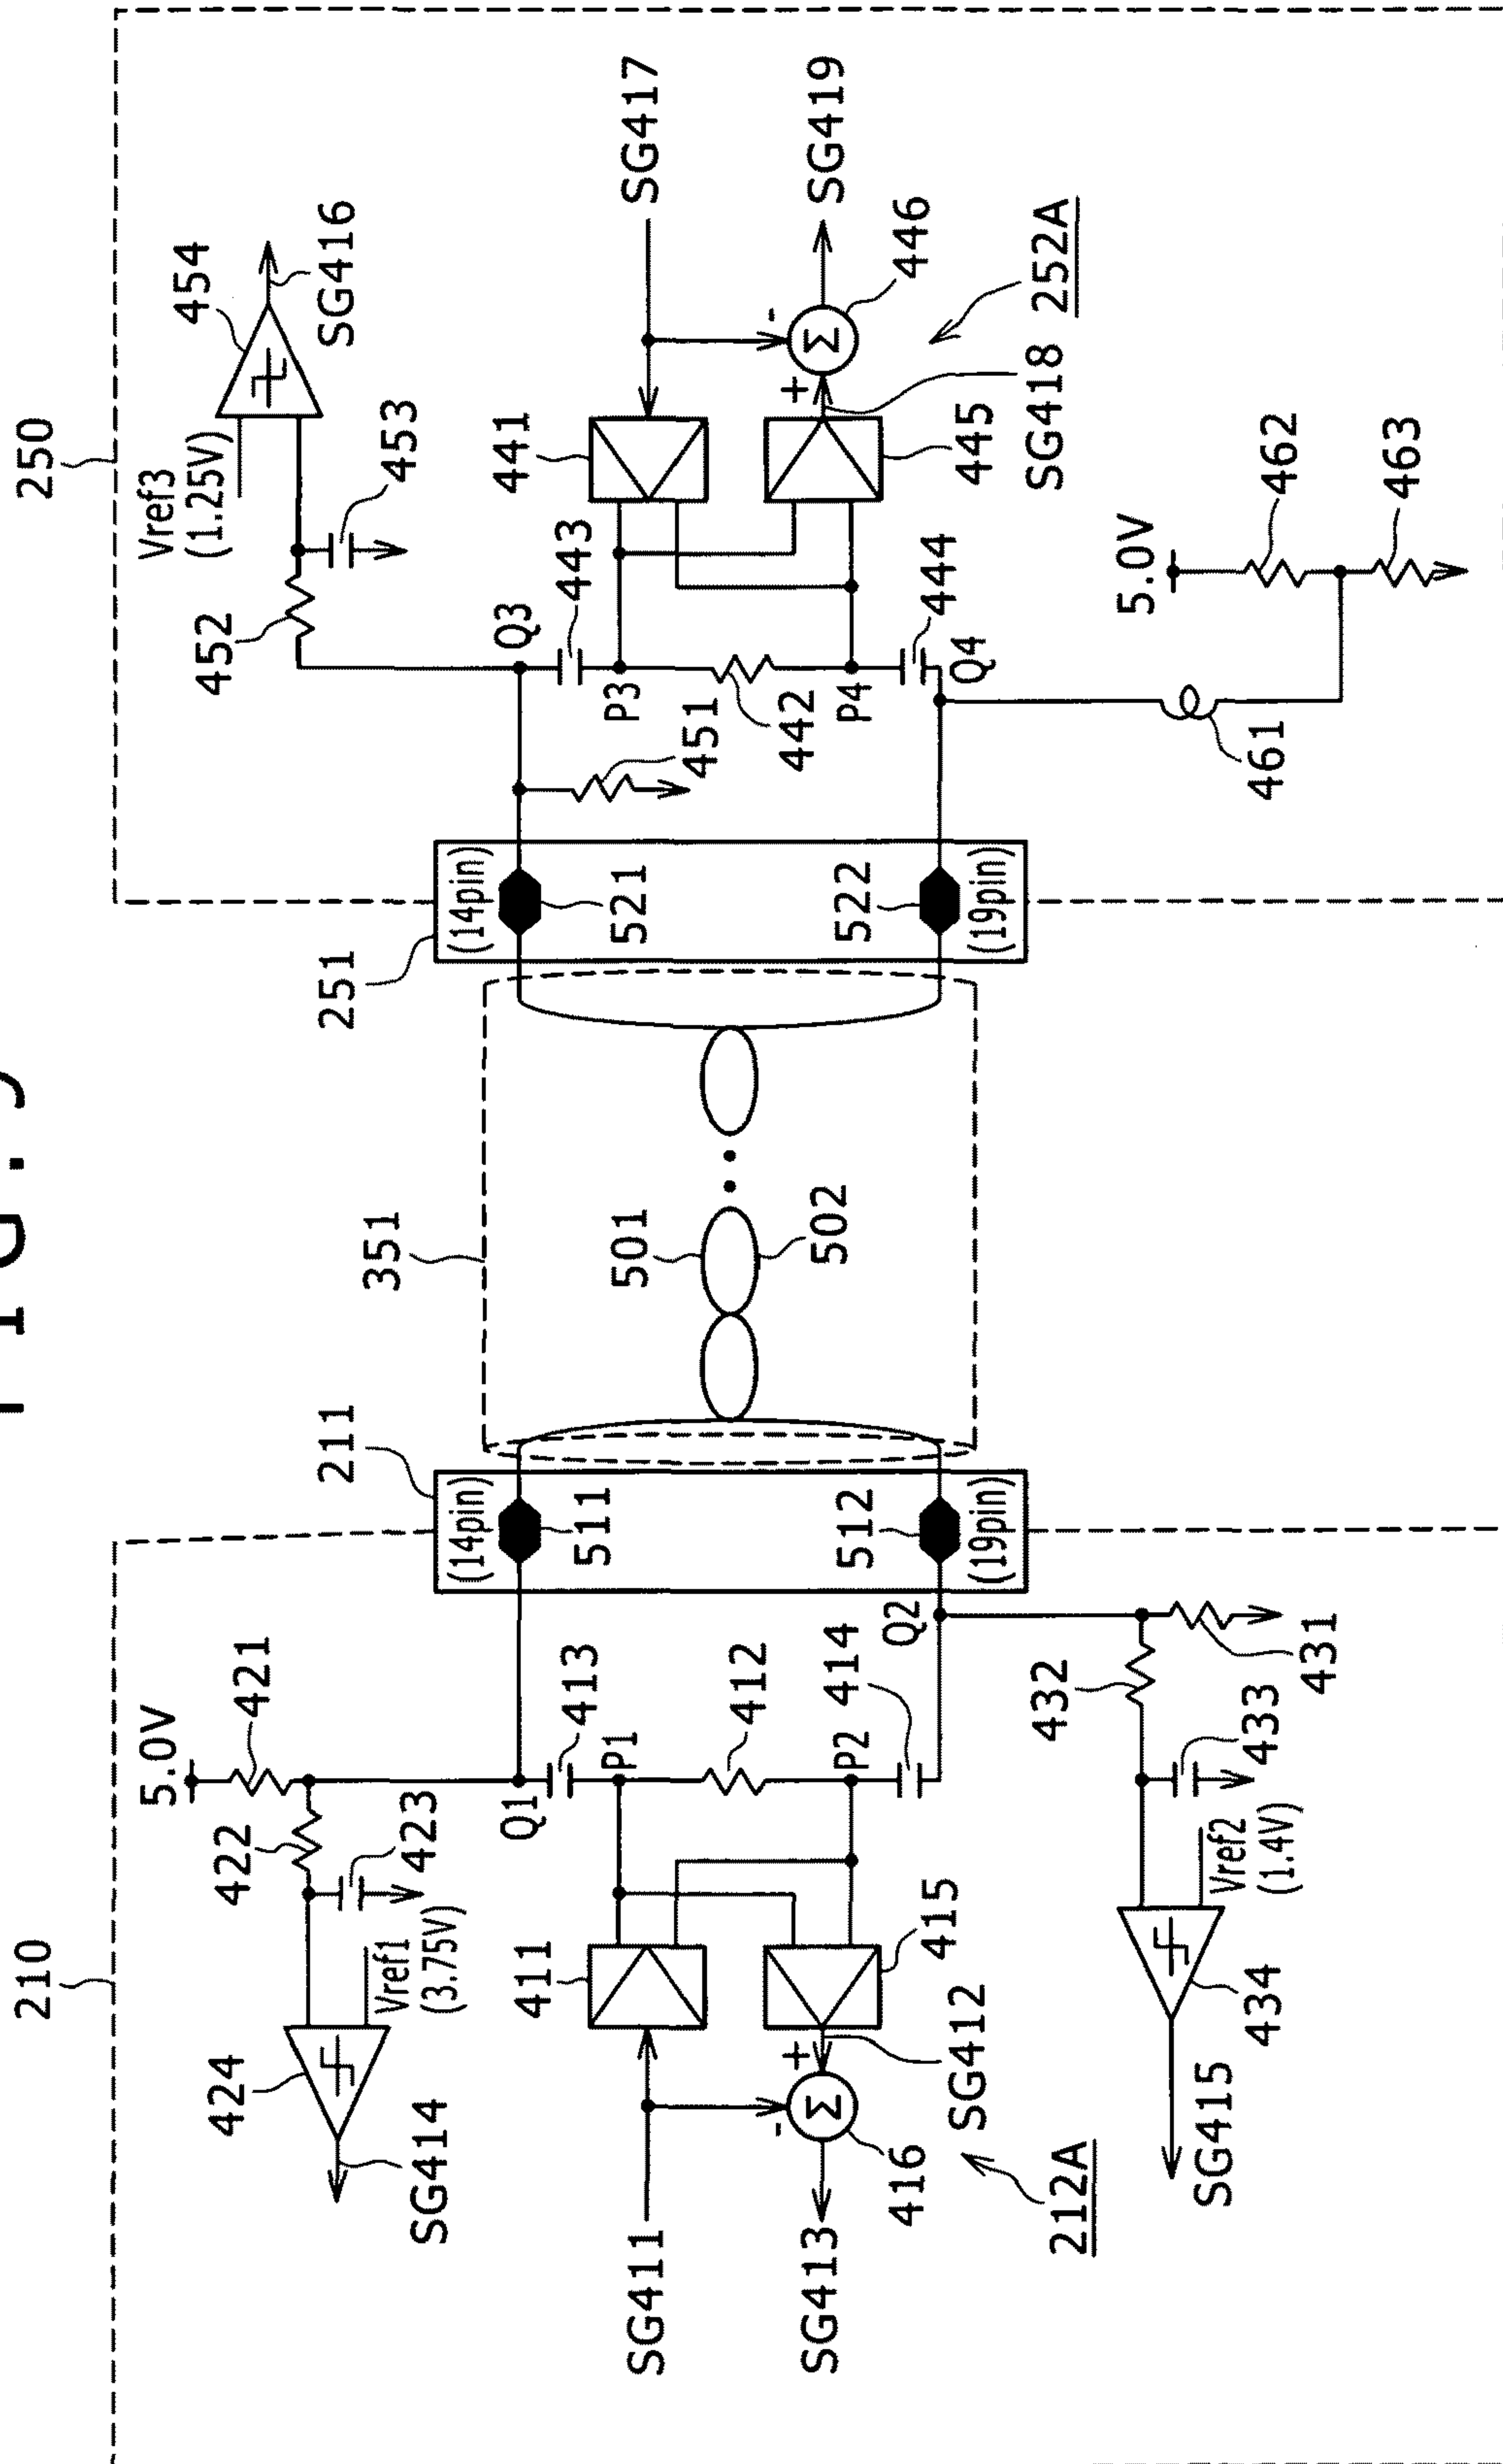 210
5.0V
421
422
423
424
Vref1
(3.75V)
SG414
Q1
413
P1
411
412
414
P2
415
SG411
SG412
SG413
416
212A
Q2
432
431
433
Vref2
(1.4V)
434
SG415
211
(14pin)
511
512
(19pin)
351
501
502
251
(14pin)
521
522
(19pin)
250
454
SG416
Vref3
(1.25V)
453
452
Q3
443
P3
451
442
P4
444
Q4
441
445
SG417
SG418
SG419
446
252A
5.0V
461
462
463
+
-
Σ
+
-
Σ